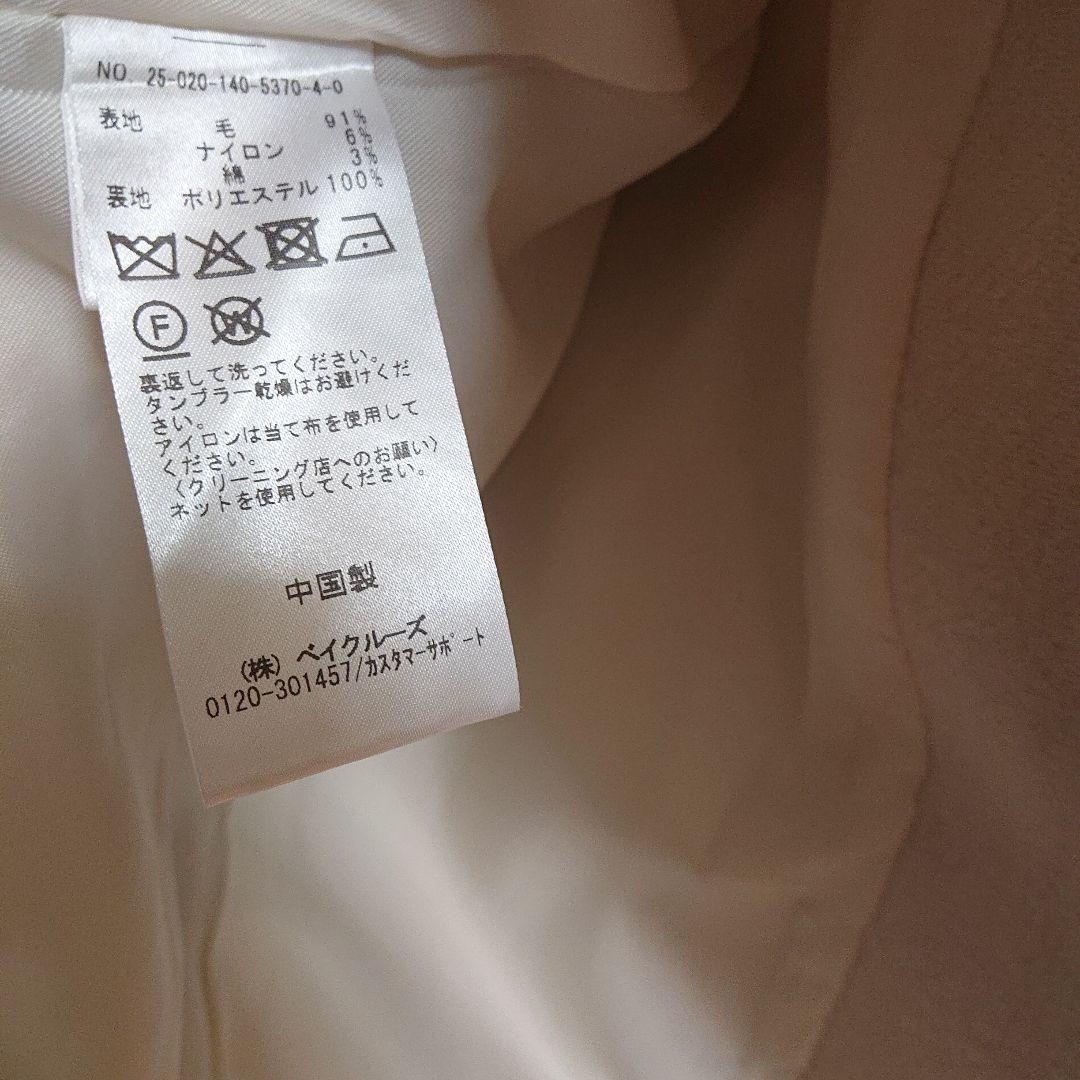 NO. 25-020-140-5370-4-0
表地 毛 91%
ナイロン 6%
綿 3%
裏地 ポリエステル 100%
F W
裏返して洗ってください。
タンブラー乾燥はお避けくだ
さい。
アイロンは当て布を使用して
ください。
〈クリーニング店へのお願い〉
ネットを使用してください。
中国製
(株) ベイクルーズ
0120-301457/カスタマーサポート